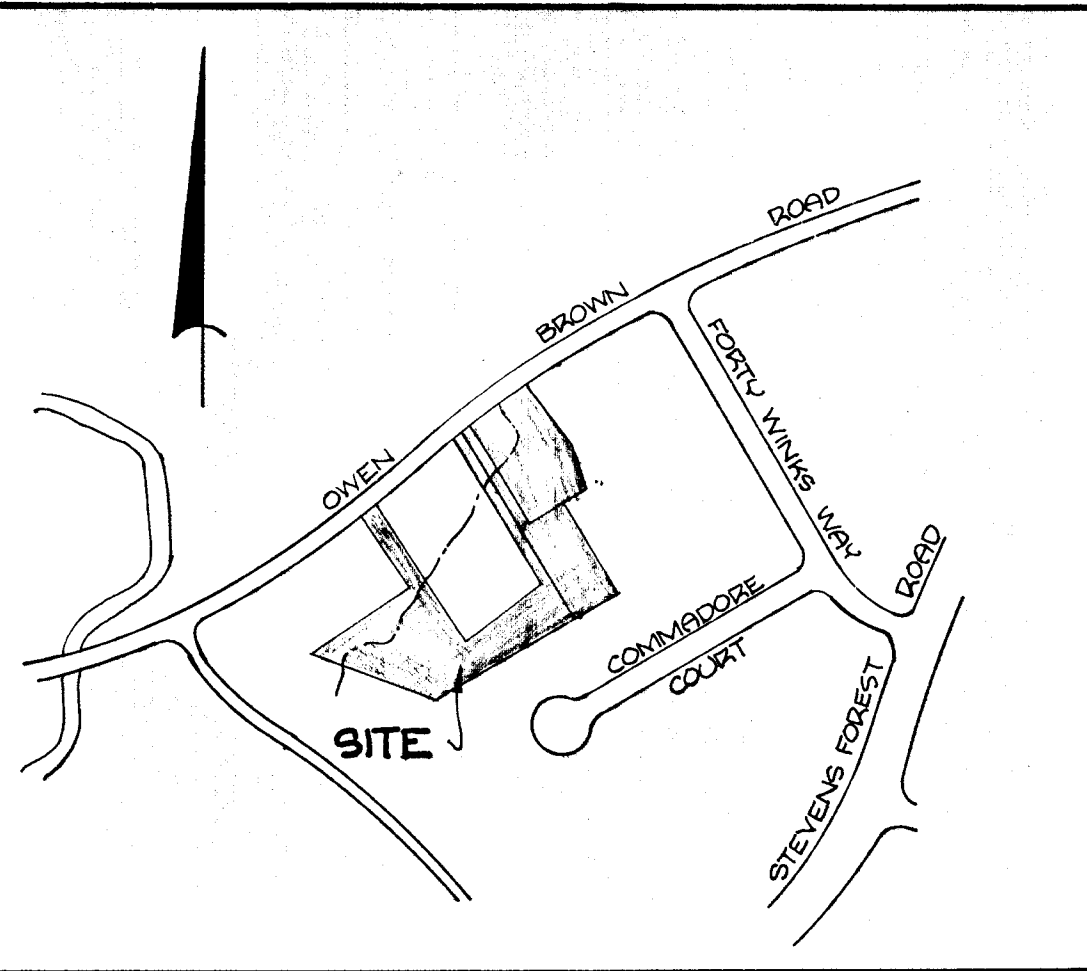 OWEN BROWN ROAD
FORTY WINKS WAY
COMMADORE
COURT
STEVENS FOREST ROAD
SITE